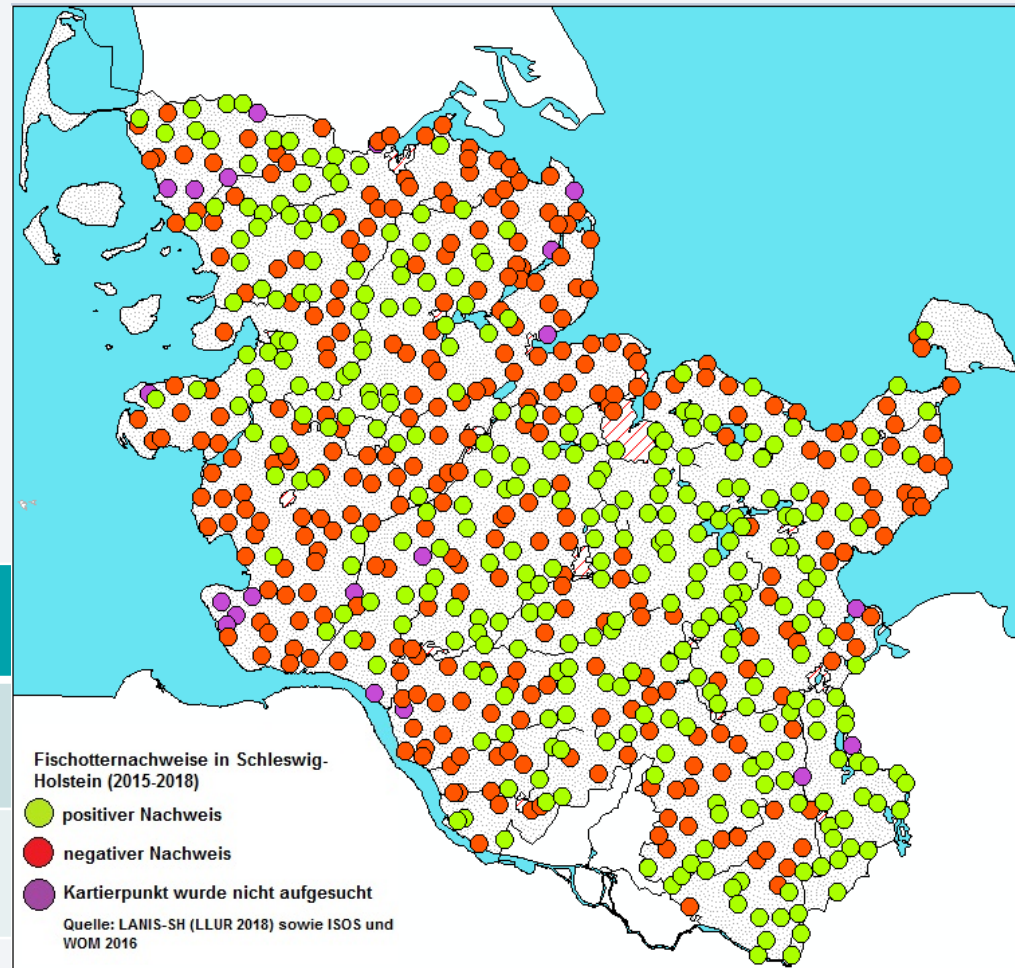 Fischotternachweise in Schleswig-
Holstein (2015-2018)
positiver Nachweis
negativer Nachweis
Kartierpunkt wurde nicht aufgesucht
Quelle: LANIS-SH (LLUR 2018) sowie ISOS und
WOM 2016